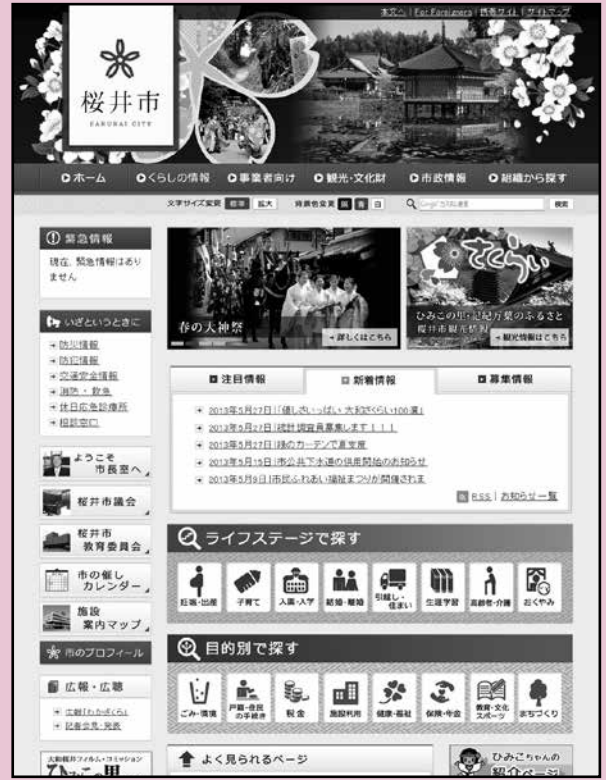 本文へ | For Foreigners | 携帯サイト | サイトマップ
桜井市
SAKURAI CITY
ホーム
くらしの情報
事業者向け
観光・文化財
市政情報
組織から探す
文字サイズ変更 標準 拡大
背景色変更 黒 青 白
検索
緊急情報
現在、緊急情報はあり
ません
いざというときに
防災情報
防犯情報
交通安全情報
消防・救急
休日応急診療所
相談窓口
ようこそ
市長室へ
桜井市議会
桜井市
教育委員会
市の催し
カレンダー
施設
案内マップ
市のプロフィール
広報・広聴
広報「わかざくら」
記者会見・発表
大和桜井フィルム・コミッション
春の大神祭
詳しくはこちら
さくらい
ひみこの里・記紀万葉のふるさと
桜井市観光情報
観光情報はこちら
注目情報
新着情報
募集情報
2013年5月27日 | 「優しさいっぱい 大和さくらい100選」
2013年5月27日 | 統計調査員募集します!!!
2013年5月27日 | 緑のカーテンで夏支度
2013年5月15日 | 市公共下水道の供用開始のお知らせ
2013年5月9日 | 市民ふれあい福祉まつりが開催されま
RSS | お知らせ一覧
ライフステージで探す
妊娠・出産
子育て
入園・入学
結婚・離婚
引越し・
住まい
生涯学習
高齢者・介護
おくやみ
目的別で探す
ごみ・環境
戸籍・住民
の手続き
税金
施設利用
健康・福祉
保険・年金
教育・文化
スポーツ
まちづくり
よく見られるページ
ひみこちゃんの
紹介ページ